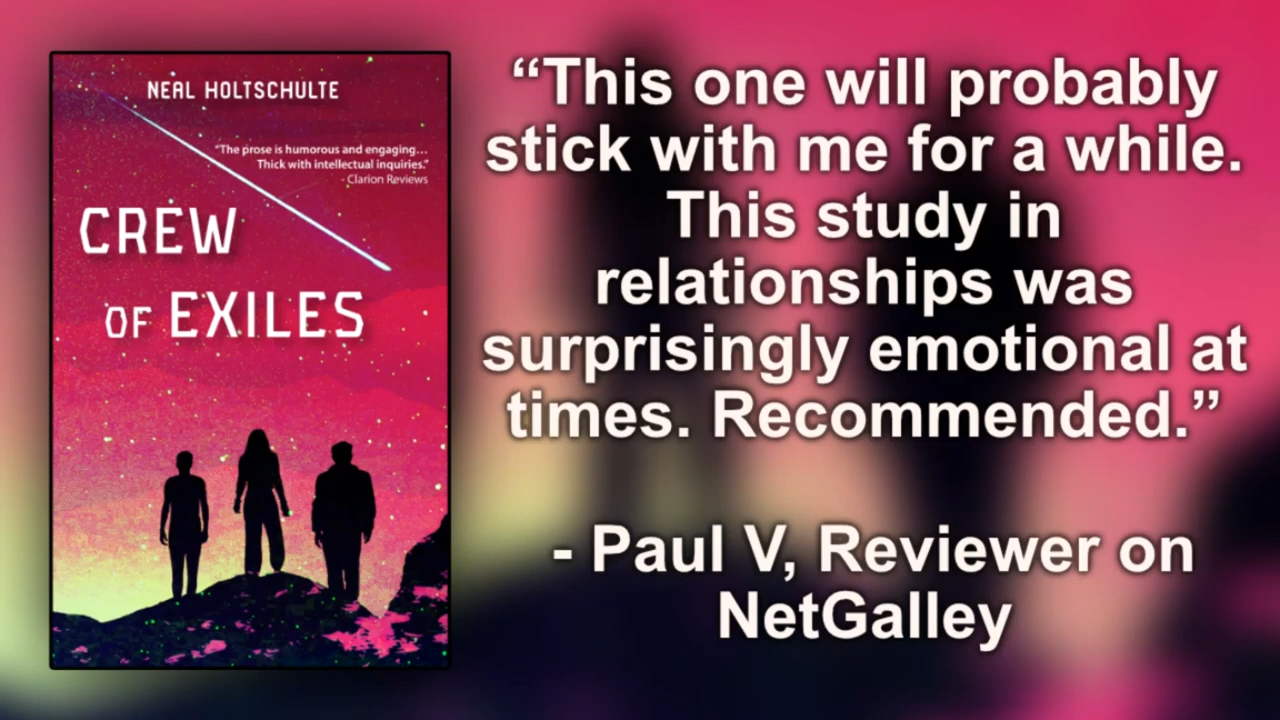 NEAL HOLTSCHULTE
“The prose is humorous and engaging…
Thick with intellectual inquiries.”
- Clarion Reviews
CREW
OF EXILES
“This one will probably
stick with me for a while.
This study in
relationships was
surprisingly emotional at
times. Recommended.”
- Paul V, Reviewer on
NetGalley